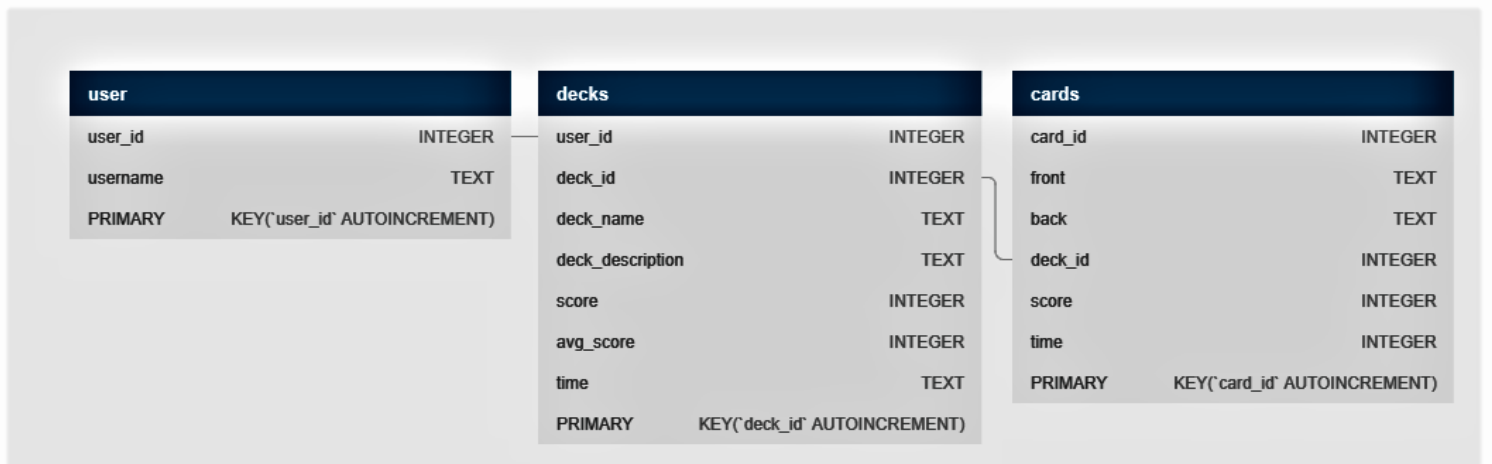 user
user_id INTEGER
username TEXT
PRIMARY KEY(`user_id` AUTOINCREMENT)
decks
user_id INTEGER
deck_id INTEGER
deck_name TEXT
deck_description TEXT
score INTEGER
avg_score INTEGER
time TEXT
PRIMARY KEY(`deck_id` AUTOINCREMENT)
cards
card_id INTEGER
front TEXT
back TEXT
deck_id INTEGER
score INTEGER
time INTEGER
PRIMARY KEY(`card_id` AUTOINCREMENT)